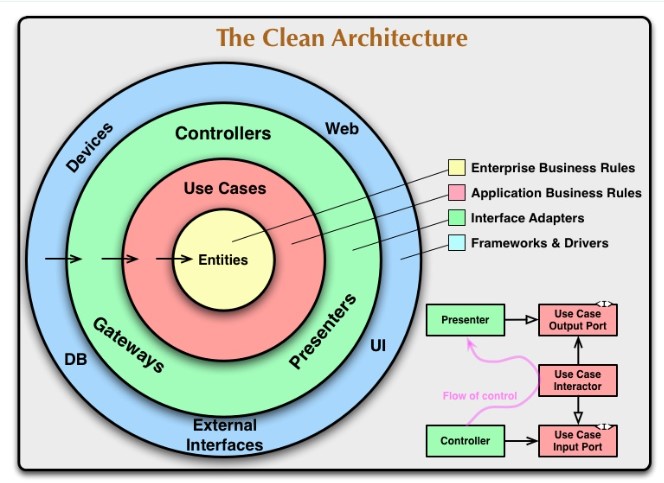 The Clean Architecture
Devices
Web
Controllers
Use Cases
Entities
Gateways
Presenters
DB
UI
External
Interfaces
Enterprise Business Rules
Application Business Rules
Interface Adapters
Frameworks & Drivers
Presenter
<I>
Use Case
Output Port
Use Case
Interactor
Flow of control
Controller
<I>
Use Case
Input Port